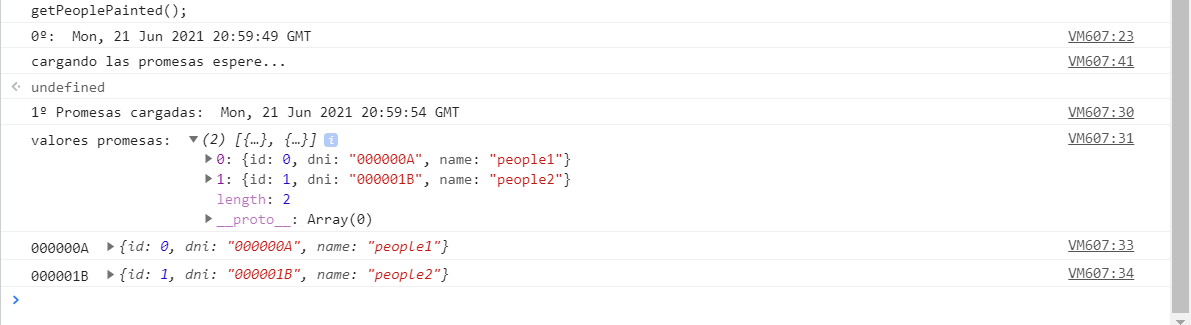 getPeoplePainted();
0º:  Mon, 21 Jun 2021 20:59:49 GMT VM607:23
cargando las promesas espere... VM607:41
undefined
1º Promesas cargadas:  Mon, 21 Jun 2021 20:59:54 GMT VM607:30
valores promesas:  ▼(2) [{…}, {…}] i VM607:31
▶0: {id: 0, dni: "000000A", name: "people1"}
▶1: {id: 1, dni: "000001B", name: "people2"}
length: 2
▶__proto__: Array(0)
000000A  ▶{id: 0, dni: "000000A", name: "people1"} VM607:33
000001B  ▶{id: 1, dni: "000001B", name: "people2"} VM607:34